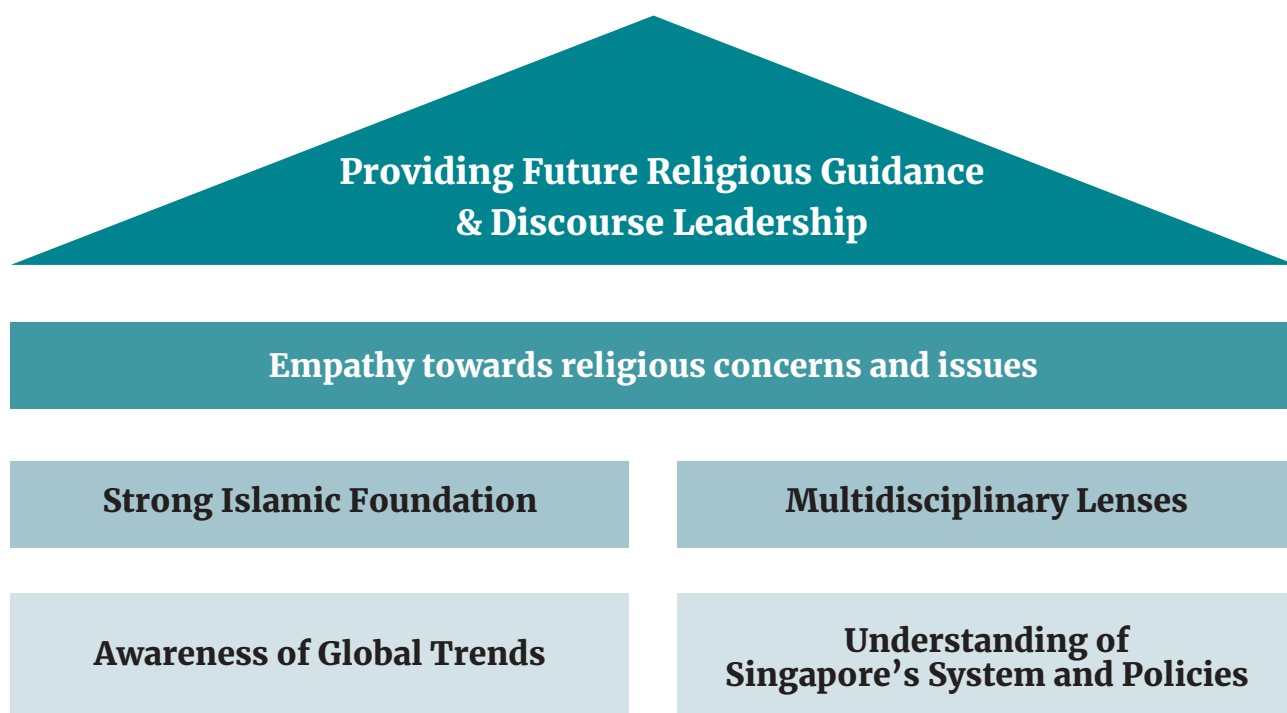 Providing Future Religious Guidance
& Discourse Leadership
Empathy towards religious concerns and issues
Strong Islamic Foundation
Multidisciplinary Lenses
Awareness of Global Trends
Understanding of
Singapore’s System and Policies